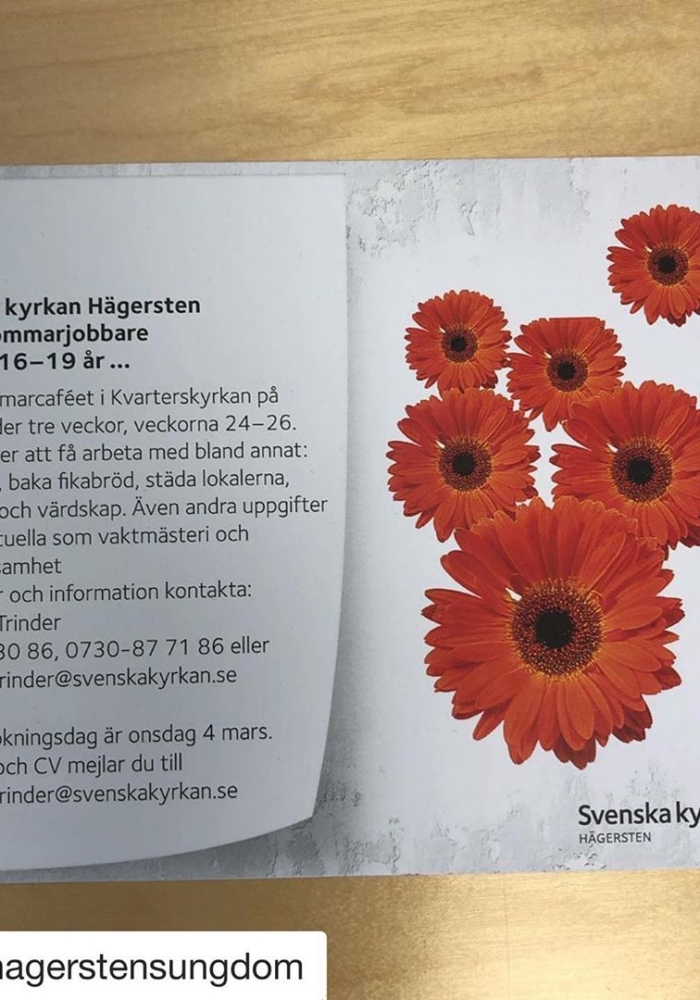 kyrkan Hägersten
ommarjobbare
16–19 år ...
marcaféet i Kvarterskyrkan på
der tre veckor, veckorna 24–26.
er att få arbeta med bland annat:
, baka fikabröd, städa lokalerna,
och värdskap. Även andra uppgifter
tuella som vaktmästeri och
samhet
r och information kontakta:
Trinder
30 86, 0730-87 71 86 eller
rinder@svenskakyrkan.se
okningsdag är onsdag 4 mars.
och CV mejlar du till
rinder@svenskakyrkan.se
Svenska ky
HÄGERSTEN
hagerstensungdom